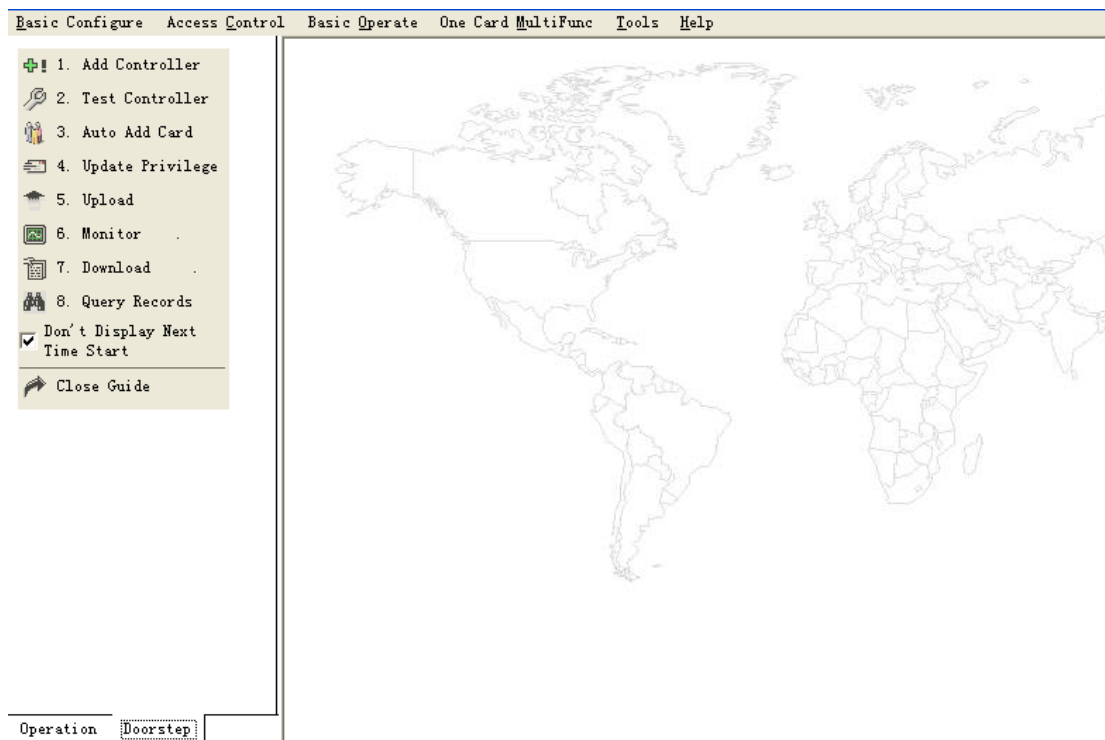 Basic Configure Access Control Basic Operate One Card MultiFunc Tools Help
1. Add Controller
2. Test Controller
3. Auto Add Card
4. Update Privilege
5. Upload
6. Monitor .
7. Download .
8. Query Records
Don't Display Next
Time Start
Close Guide
Operation Doorstep